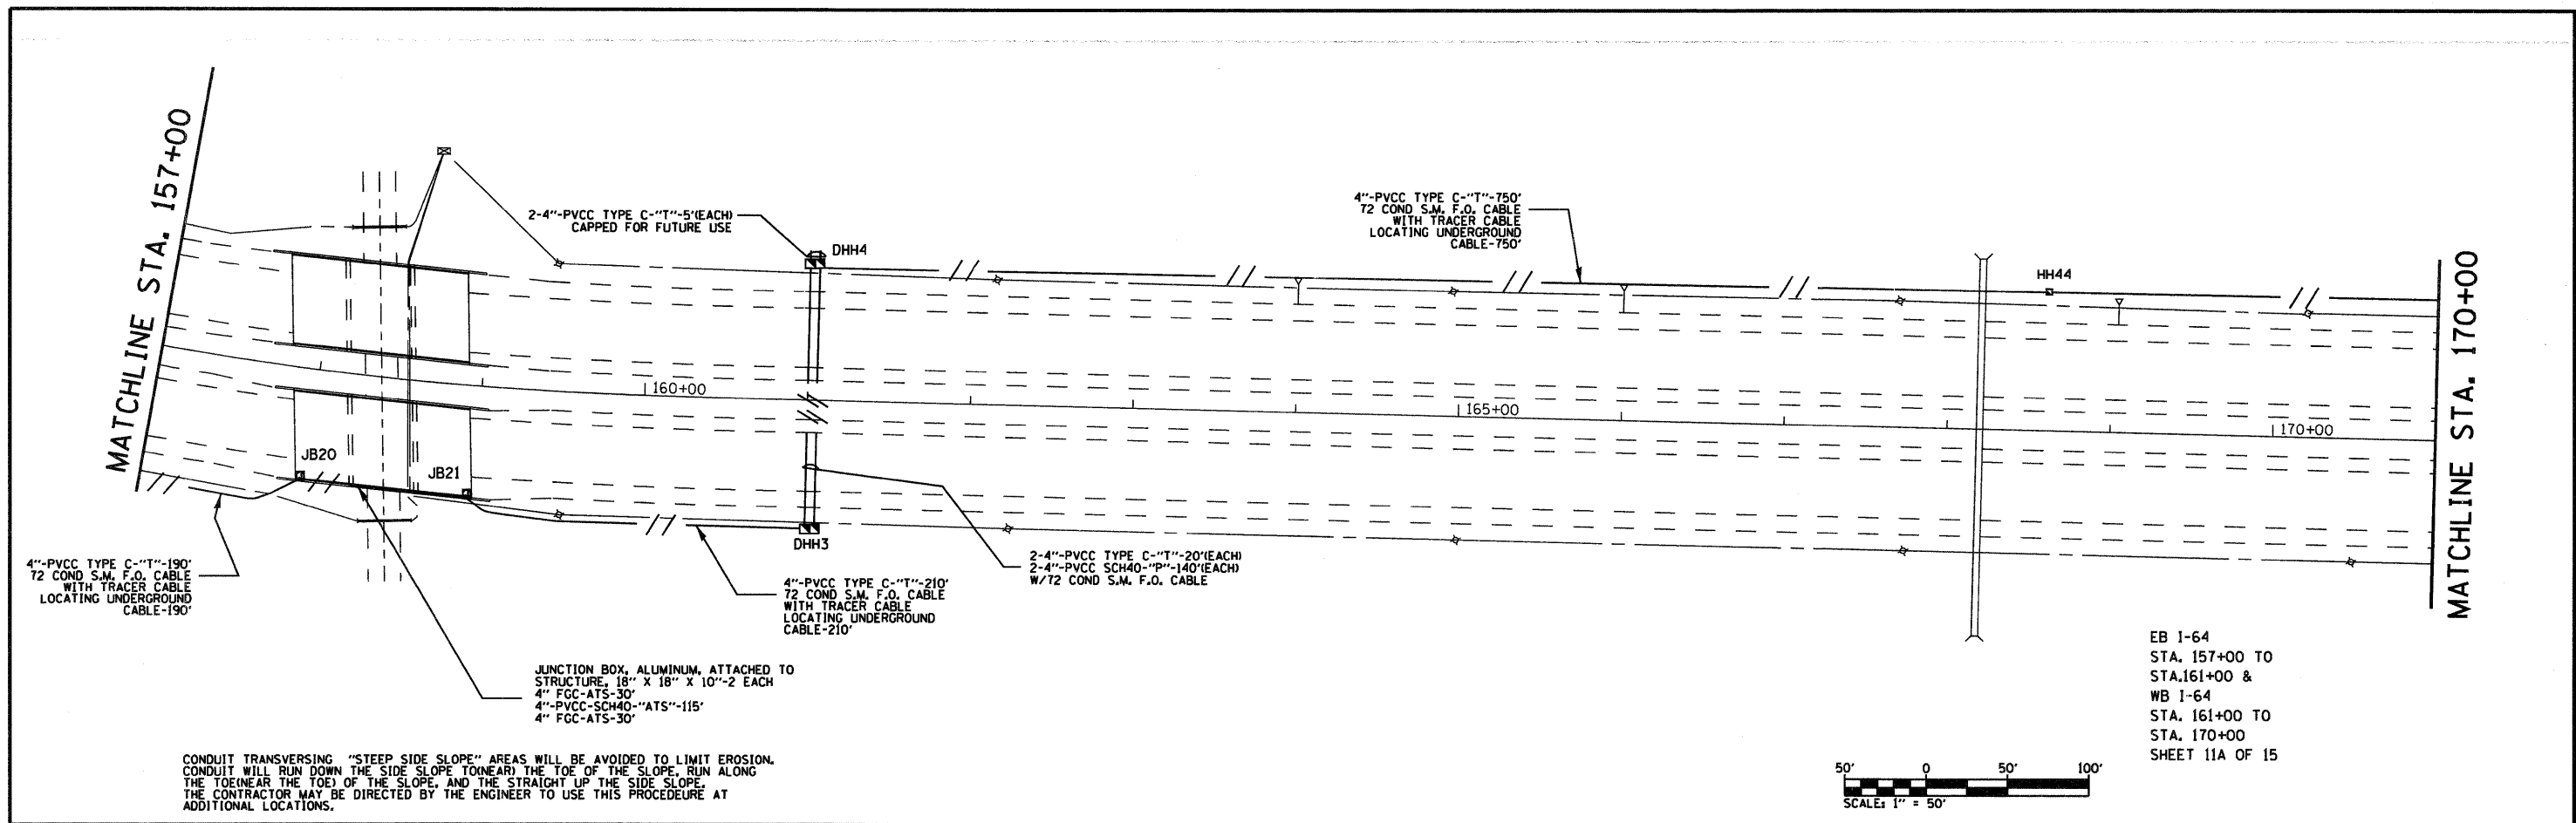 MATCHLINE STA. 157+00
2-4"-PVCC TYPE C-"T"-5'(EACH)
CAPPED FOR FUTURE USE
DHH4
4"-PVCC TYPE C-"T"-750'
72 COND S.M. F.O. CABLE
WITH TRACER CABLE
LOCATING UNDERGROUND
CABLE-750'
HH44
MATCHLINE STA. 170+00
160+00
165+00
170+00
JB20
JB21
DHH3
4"-PVCC TYPE C-"T"-190'
72 COND S.M. F.O. CABLE
WITH TRACER CABLE
LOCATING UNDERGROUND
CABLE-190'
4"-PVCC TYPE C-"T"-210'
72 COND S.M. F.O. CABLE
WITH TRACER CABLE
LOCATING UNDERGROUND
CABLE-210'
2-4"-PVCC TYPE C-"T"-20'(EACH)
2-4"-PVCC SCH40-"P"-140'(EACH)
W/72 COND S.M. F.O. CABLE
JUNCTION BOX, ALUMINUM, ATTACHED TO
STRUCTURE, 18" X 18" X 10"-2 EACH
4" FGC-ATS-30'
4"-PVCC-SCH40-"ATS"-115'
4" FGC-ATS-30'
EB I-64
STA. 157+00 TO
STA.161+00 &
WB I-64
STA. 161+00 TO
STA. 170+00
SHEET 11A OF 15
CONDUIT TRANSVERSING "STEEP SIDE SLOPE" AREAS WILL BE AVOIDED TO LIMIT EROSION.
CONDUIT WILL RUN DOWN THE SIDE SLOPE TO(NEAR) THE TOE OF THE SLOPE, RUN ALONG
THE TOE(NEAR THE TOE) OF THE SLOPE, AND THE STRAIGHT UP THE SIDE SLOPE.
THE CONTRACTOR MAY BE DIRECTED BY THE ENGINEER TO USE THIS PROCEDEURE AT
ADDITIONAL LOCATIONS.
50' 0 50' 100'
SCALE: 1" = 50'